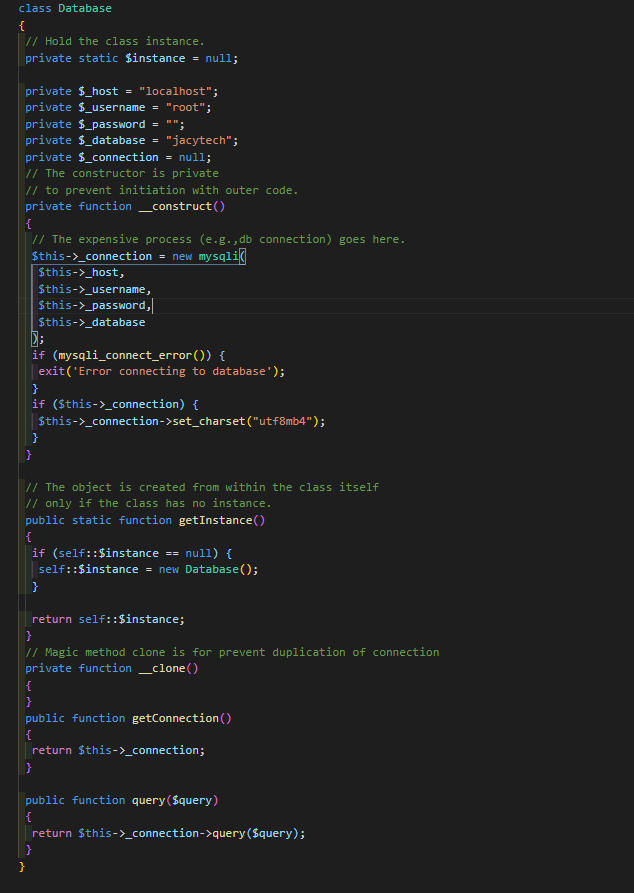 class Database
{
// Hold the class instance.
private static $instance = null;
private $_host = "localhost";
private $_username = "root";
private $_password = "";
private $_database = "jacytech";
private $_connection = null;
// The constructor is private
// to prevent initiation with outer code.
private function __construct()
{
// The expensive process (e.g.,db connection) goes here.
$this->_connection = new mysqli(
$this->_host,
$this->_username,
$this->_password,
$this->_database
);
if (mysqli_connect_error()) {
exit('Error connecting to database');
}
if ($this->_connection) {
$this->_connection->set_charset("utf8mb4");
}
}
// The object is created from within the class itself
// only if the class has no instance.
public static function getInstance()
{
if (self::$instance == null) {
self::$instance = new Database();
}
return self::$instance;
}
// Magic method clone is for prevent duplication of connection
private function __clone()
{
}
public function getConnection()
{
return $this->_connection;
}
public function query($query)
{
return $this->_connection->query($query);
}
}